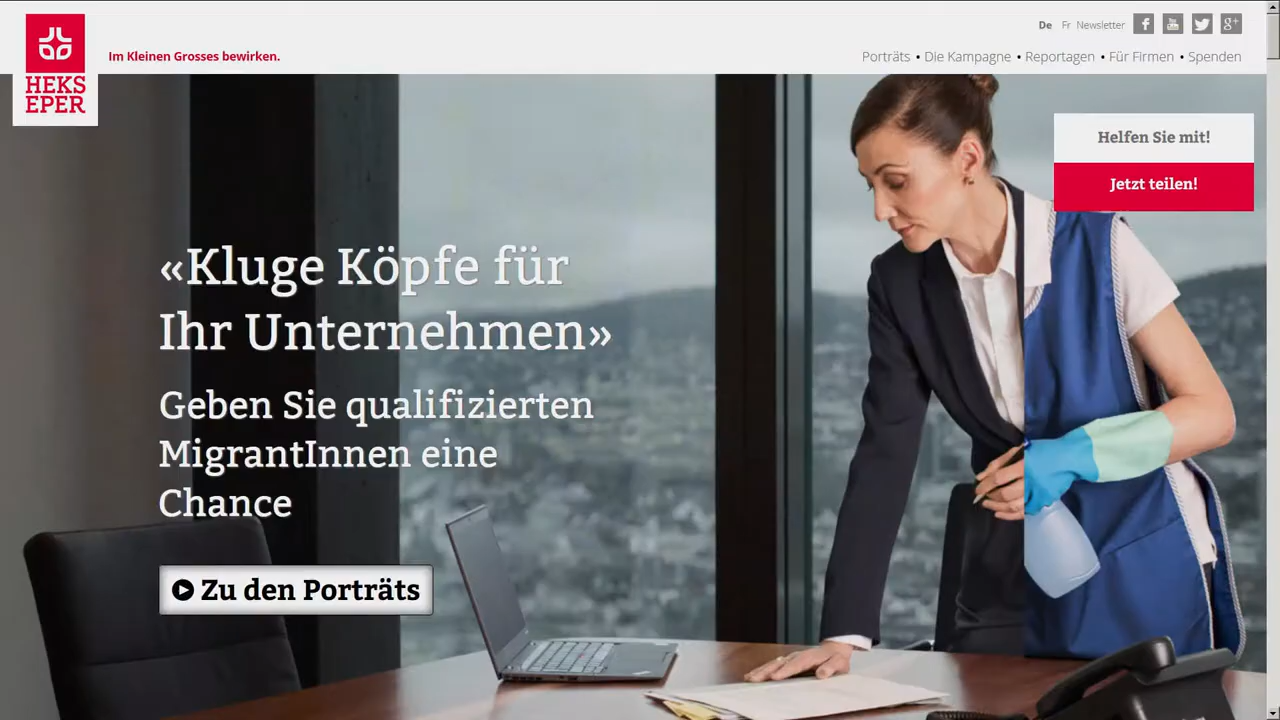 De Fr Newsletter
HEKS
EPER
Im Kleinen Grosses bewirken.
Porträts • Die Kampagne • Reportagen • Für Firmen • Spenden
Helfen Sie mit!
Jetzt teilen!
«Kluge Köpfe für
Ihr Unternehmen»
Geben Sie qualifizierten
MigrantInnen eine
Chance
Zu den Porträts